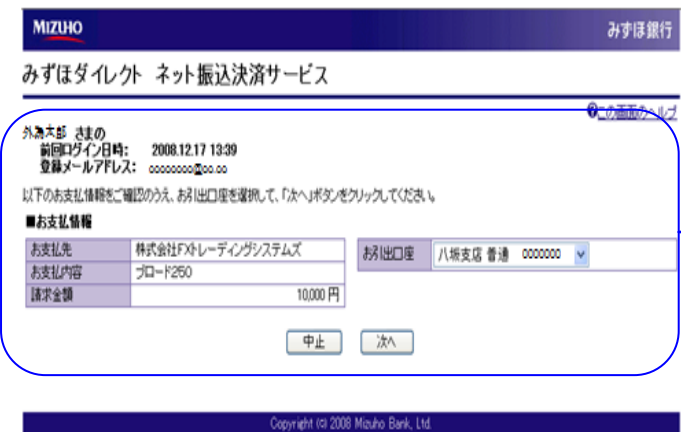 MIZUHO みずほ銀行
みずほダイレクト ネット振込決済サービス
この画面のヘルプ
外為太郎 さまの
前回ログイン日時: 2008.12.17 13:39
登録メールアドレス: oooooooo@oo.oo
以下のお支払情報をご確認のうえ、お引出口座を選択して、「次へ」ボタンをクリックしてください。
■お支払情報
お支払先 株式会社FXトレーディングシステムズ お引出口座 八坂支店 普通 0000000
お支払内容 ブロード250
請求金額 10,000 円
中止 次へ
Copyright (c) 2008 Mizuho Bank, Ltd.